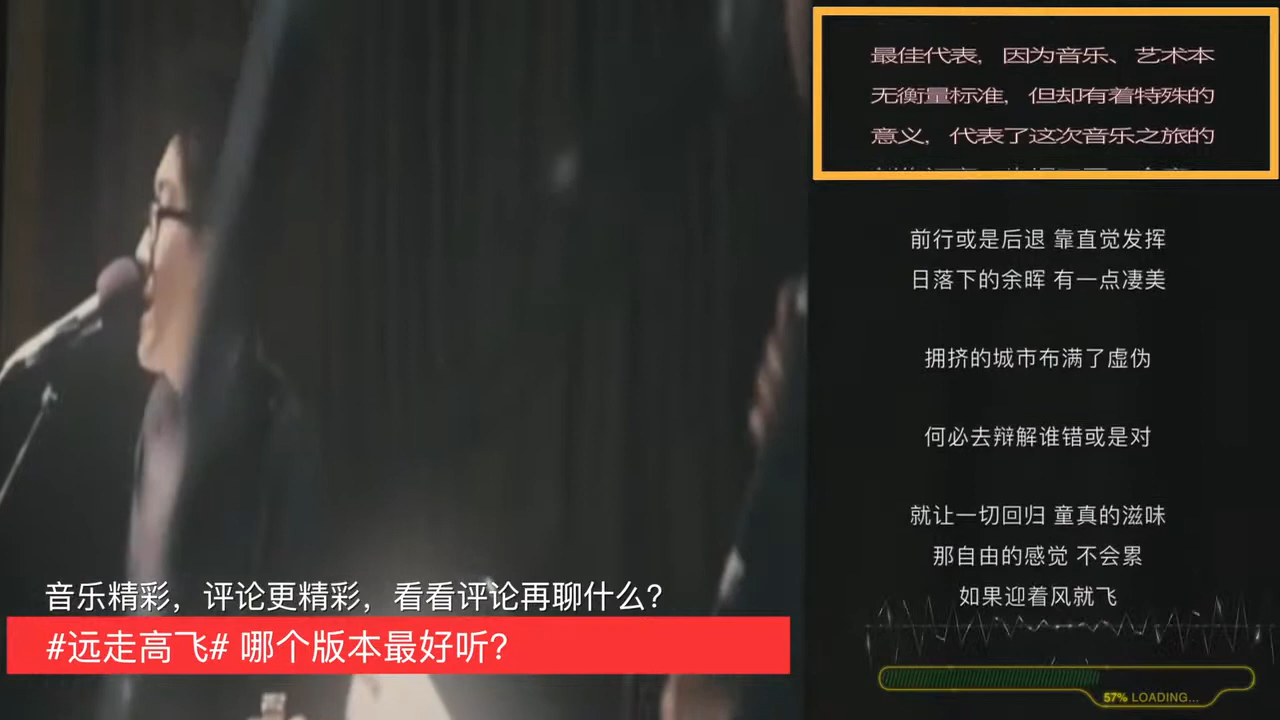 最佳代表，因为音乐、艺术本
无衡量标准，但却有着特殊的
意义，代表了这次音乐之旅的
前行或是后退 靠直觉发挥
日落下的余晖 有一点凄美
拥挤的城市布满了虚伪
何必去辩解谁错或是对
就让一切回归 童真的滋味
那自由的感觉 不会累
如果迎着风就飞
音乐精彩，评论更精彩，看看评论再聊什么？
#远走高飞# 哪个版本最好听？
57% LOADING...